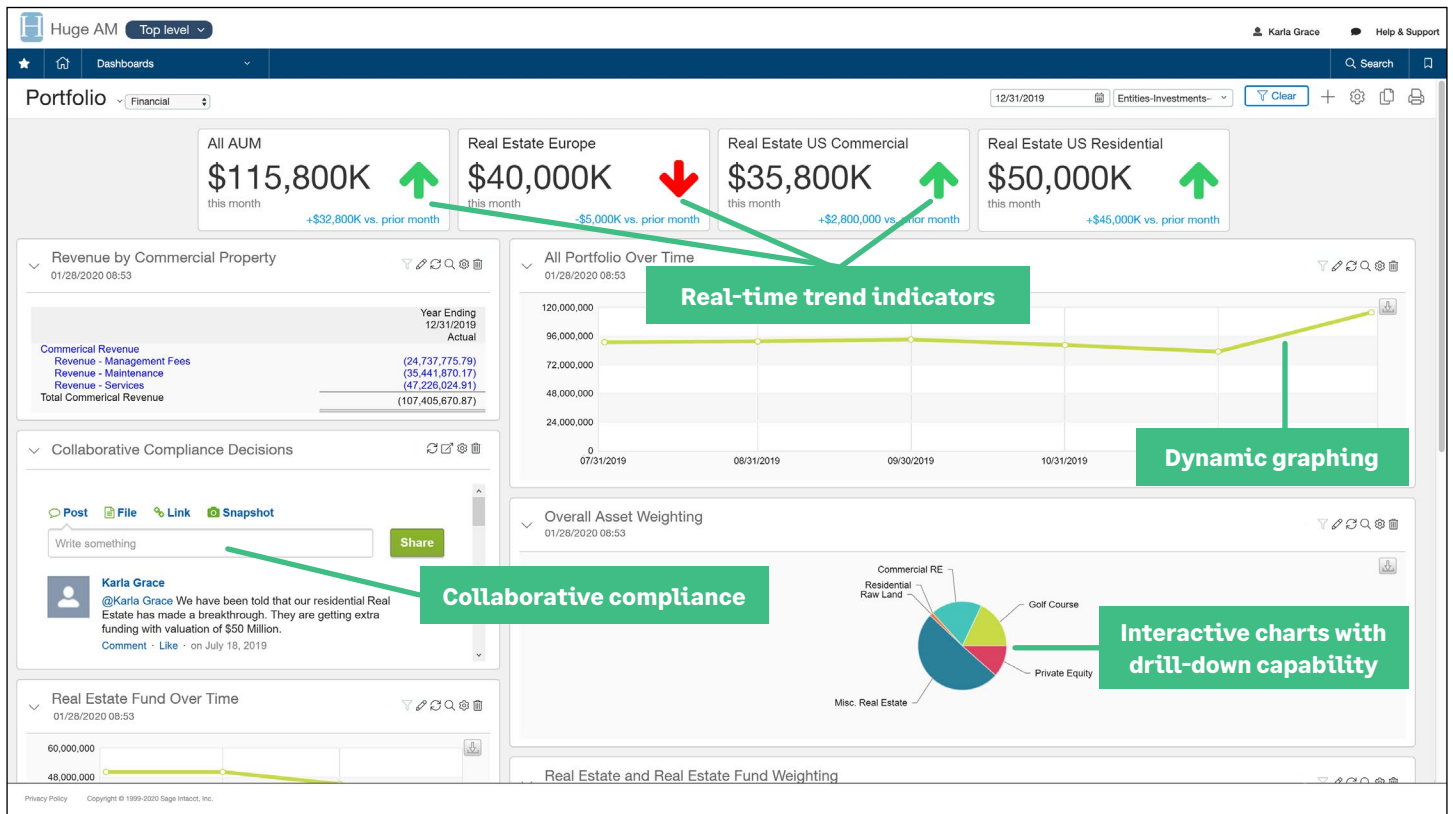 Huge AM
Top level
Karla Grace
Help & Support
Dashboards
Search
Portfolio
Financial
12/31/2019
Entities-Investments-
Clear
All AUM
$115,800K
this month
+$32,800K vs. prior month
Real Estate Europe
$40,000K
this month
-$5,000K vs. prior month
Real Estate US Commercial
$35,800K
this month
+$2,800,000 vs. prior month
Real Estate US Residential
$50,000K
this month
+$45,000K vs. prior month
Real-time trend indicators
Revenue by Commercial Property
01/28/2020 08:53
Year Ending
12/31/2019
Actual
Commerical Revenue
Revenue - Management Fees (24,737,775.79)
Revenue - Maintenance (35,441,870.17)
Revenue - Services (47,226,024.91)
Total Commerical Revenue (107,405,670.87)
All Portfolio Over Time
01/28/2020 08:53
120,000,000
96,000,000
72,000,000
48,000,000
24,000,000
0
07/31/2019 08/31/2019 09/30/2019 10/31/2019
Dynamic graphing
Collaborative Compliance Decisions
Post File Link Snapshot
Write something
Share
Karla Grace
@Karla Grace We have been told that our residential Real
Estate has made a breakthrough. They are getting extra
funding with valuation of $50 Million.
Comment · Like · on July 18, 2019
Collaborative compliance
Overall Asset Weighting
01/28/2020 08:53
Commercial RE
Residential
Raw Land
Golf Course
Private Equity
Misc. Real Estate
Interactive charts with
drill-down capability
Real Estate Fund Over Time
01/28/2020 08:53
60,000,000
48,000,000
Real Estate and Real Estate Fund Weighting
Privacy Policy Copyright © 1999-2020 Sage Intacct, Inc.